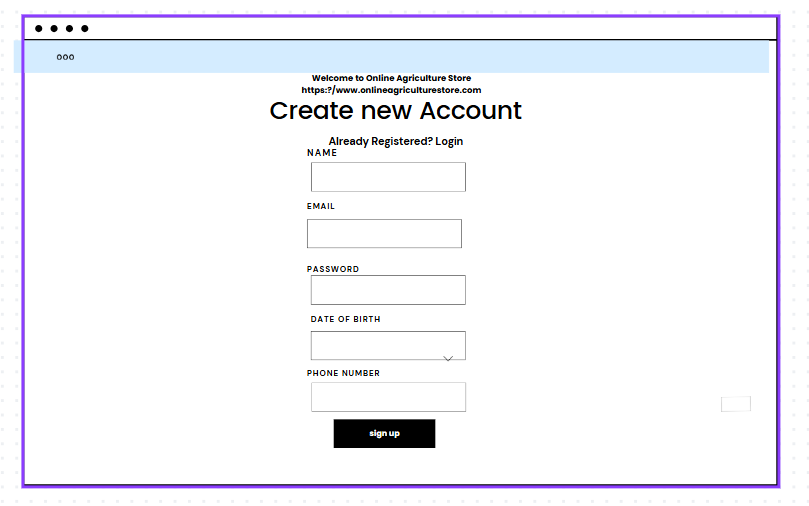 ooo
Welcome to Online Agriculture Store
https:?/www.onlineagriculturestore.com
Create new Account
Already Registered? Login
NAME
EMAIL
PASSWORD
DATE OF BIRTH
PHONE NUMBER
sign up